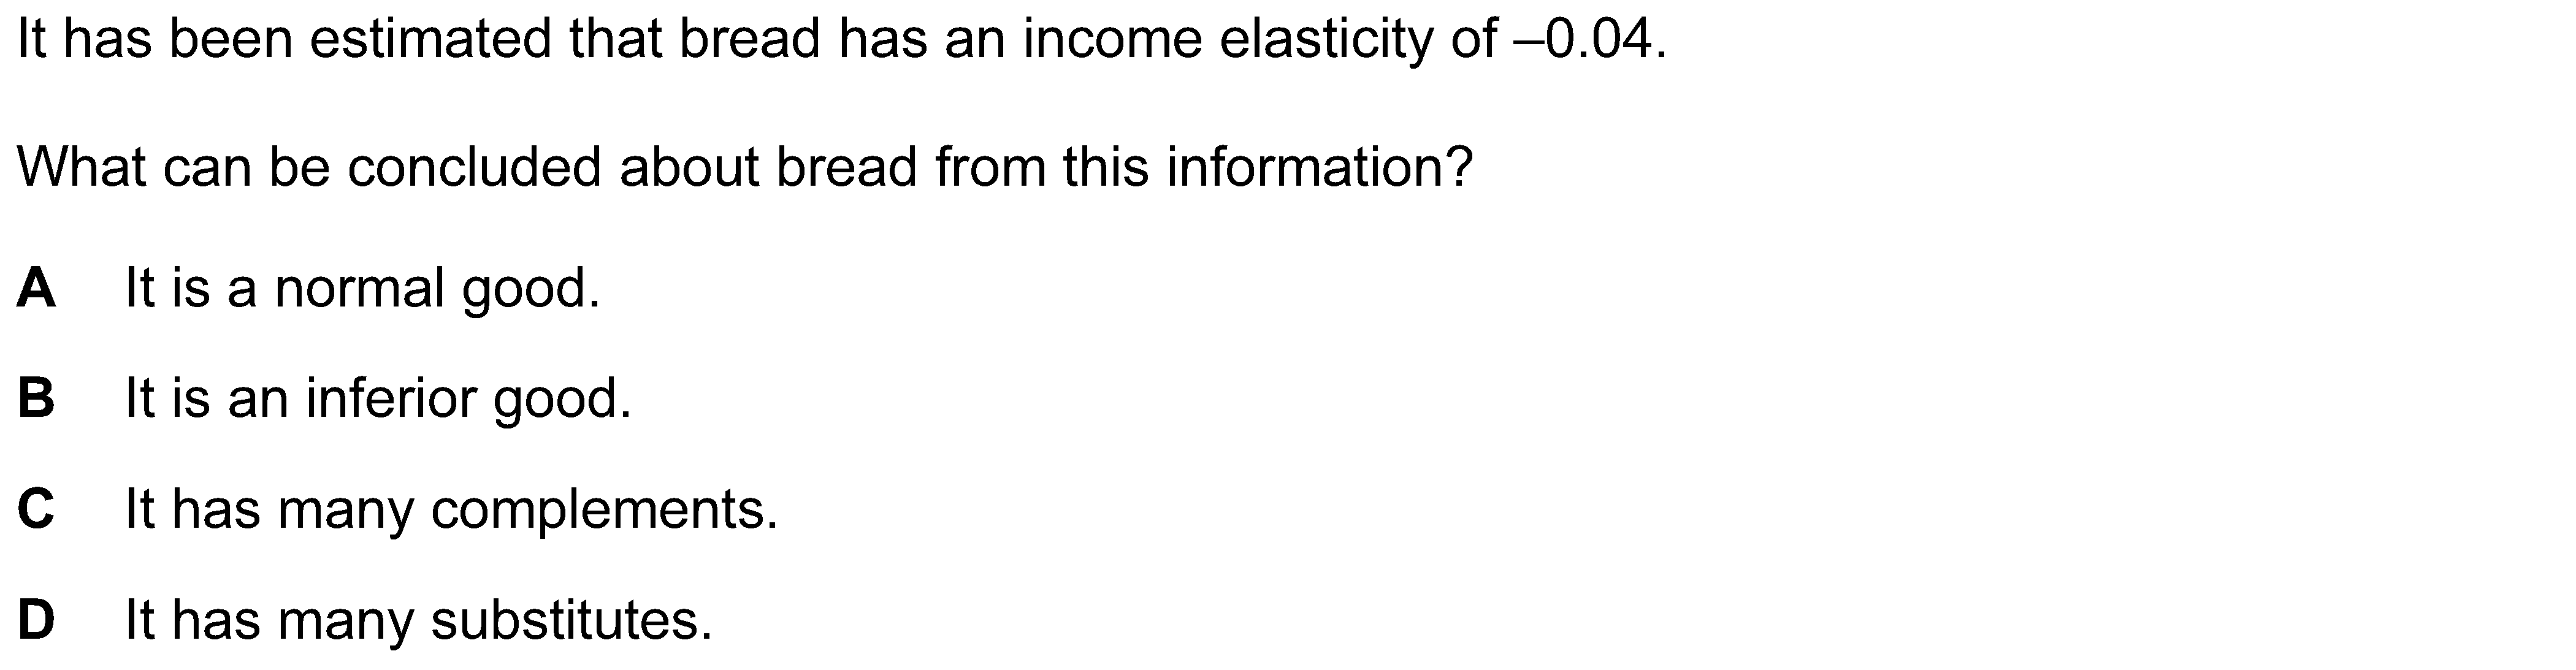 It has been estimated that bread has an income elasticity of –0.04.
What can be concluded about bread from this information?
A It is a normal good.
B It is an inferior good.
C It has many complements.
D It has many substitutes.